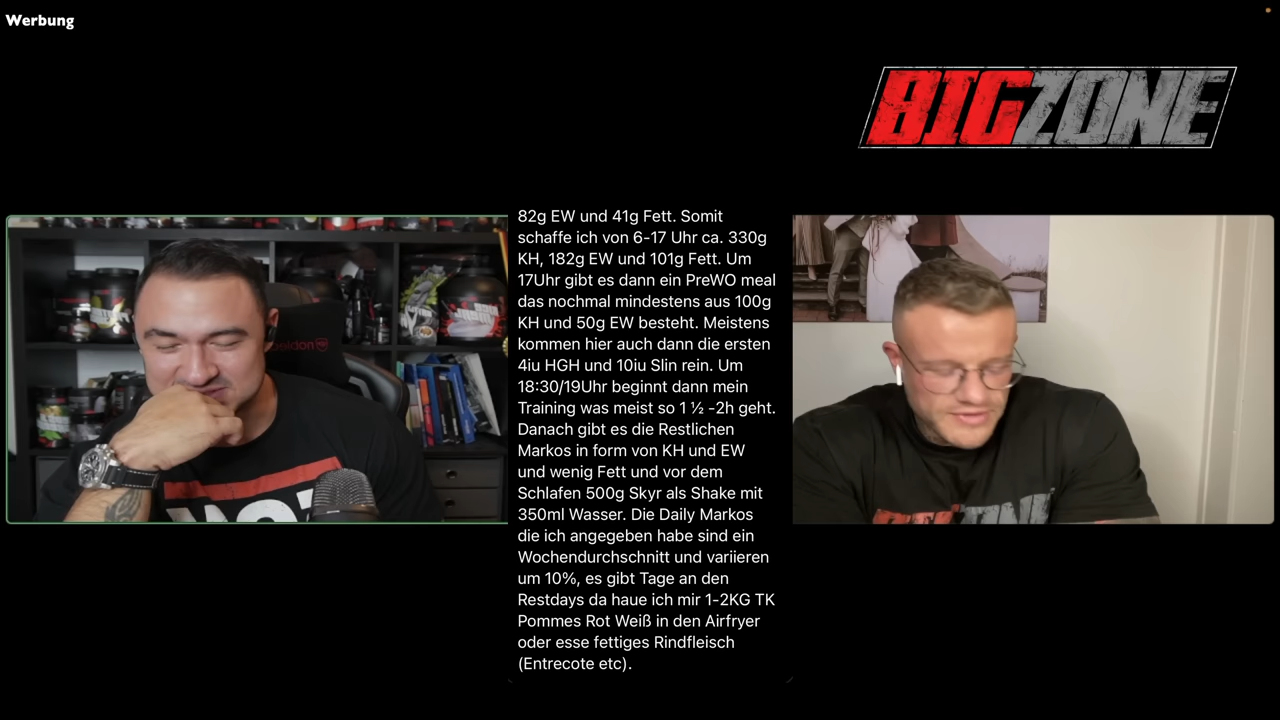 Werbung
BIGZONE
82g EW und 41g Fett. Somit
schaffe ich von 6-17 Uhr ca. 330g
KH, 182g EW und 101g Fett. Um
17Uhr gibt es dann ein PreWO meal
das nochmal mindestens aus 100g
KH und 50g EW besteht. Meistens
kommen hier auch dann die ersten
4iu HGH und 10iu Slin rein. Um
18:30/19Uhr beginnt dann mein
Training was meist so 1 ½ -2h geht.
Danach gibt es die Restlichen
Markos in form von KH und EW
und wenig Fett und vor dem
Schlafen 500g Skyr als Shake mit
350ml Wasser. Die Daily Markos
die ich angegeben habe sind ein
Wochendurchschnitt und variieren
um 10%, es gibt Tage an den
Restdays da haue ich mir 1-2KG TK
Pommes Rot Weiß in den Airfryer
oder esse fettiges Rindfleisch
(Entrecote etc).